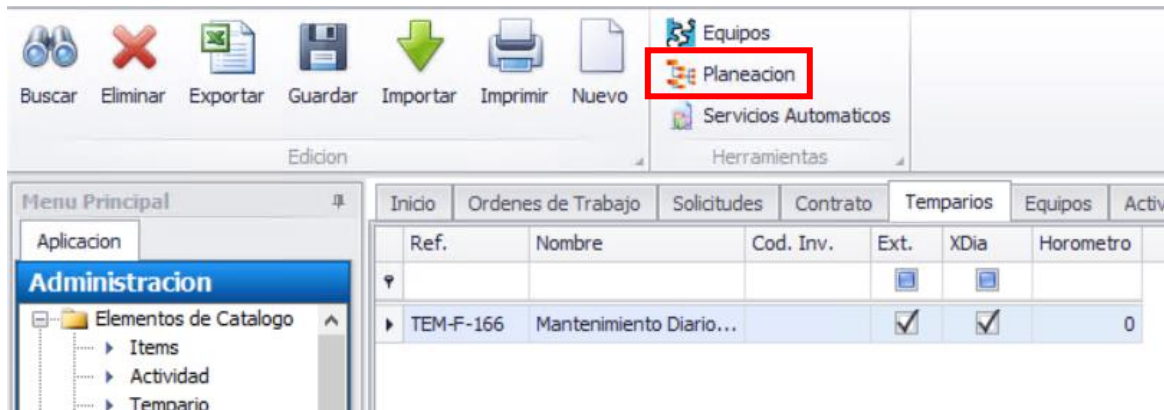 Equipos
Planeacion
Servicios Automaticos
Buscar Eliminar Exportar Guardar Importar Imprimir Nuevo
Edicion Herramientas
Menu Principal
Inicio Ordenes de Trabajo Solicitudes Contrato Temparios Equipos Activ
Aplicacion
Ref. Nombre Cod. Inv. Ext. XDia Horometro
Administracion
Elementos de Catalogo
TEM-F-166 Mantenimiento Diario... 0
Items
Actividad
Tempario